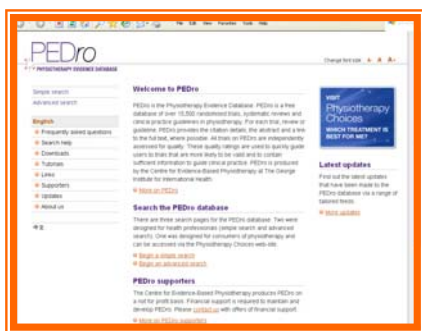 File Edit View Favorites Tools Help
PEDro
PHYSIOTHERAPY EVIDENCE DATABASE
Change font size A A A+
Simple search
Advanced search
English
Frequently asked questions
Search help
Downloads
Tutorials
Links
Supporters
Updates
About us
Welcome to PEDro
PEDro is the Physiotherapy Evidence Database. PEDro is a free
database of over 15,500 randomised trials, systematic reviews and
clinical practice guidelines in physiotherapy. For each trial, review or
guideline, PEDro provides the citation details, the abstract and a link
to the full text, where possible. All trials on PEDro are independently
assessed for quality. These quality ratings are used to quickly guide
users to trials that are more likely to be valid and to contain
sufficient information to guide clinical practice. PEDro is produced
by the Centre for Evidence-Based Physiotherapy at The George
Institute for International Health.
More on PEDro
Search the PEDro database
There are three search pages for the PEDro database. Two were
designed for health professionals (simple search and advanced
search). One was designed for consumers of physiotherapy and
can be accessed via the Physiotherapy Choices web-site.
Begin a simple search
Begin an advanced search
PEDro supporters
The Centre for Evidence-Based Physiotherapy produces PEDro on
a not for profit basis. Financial support is required to maintain and
develop PEDro. Please contact us with offers of financial support.
More on PEDro supporters
VISIT
Physiotherapy
Choices
WHICH TREATMENT IS
BEST FOR ME?
Latest updates
Find out the latest updates
that have been made to the
PEDro database via a range of
tailored feeds.
More updates